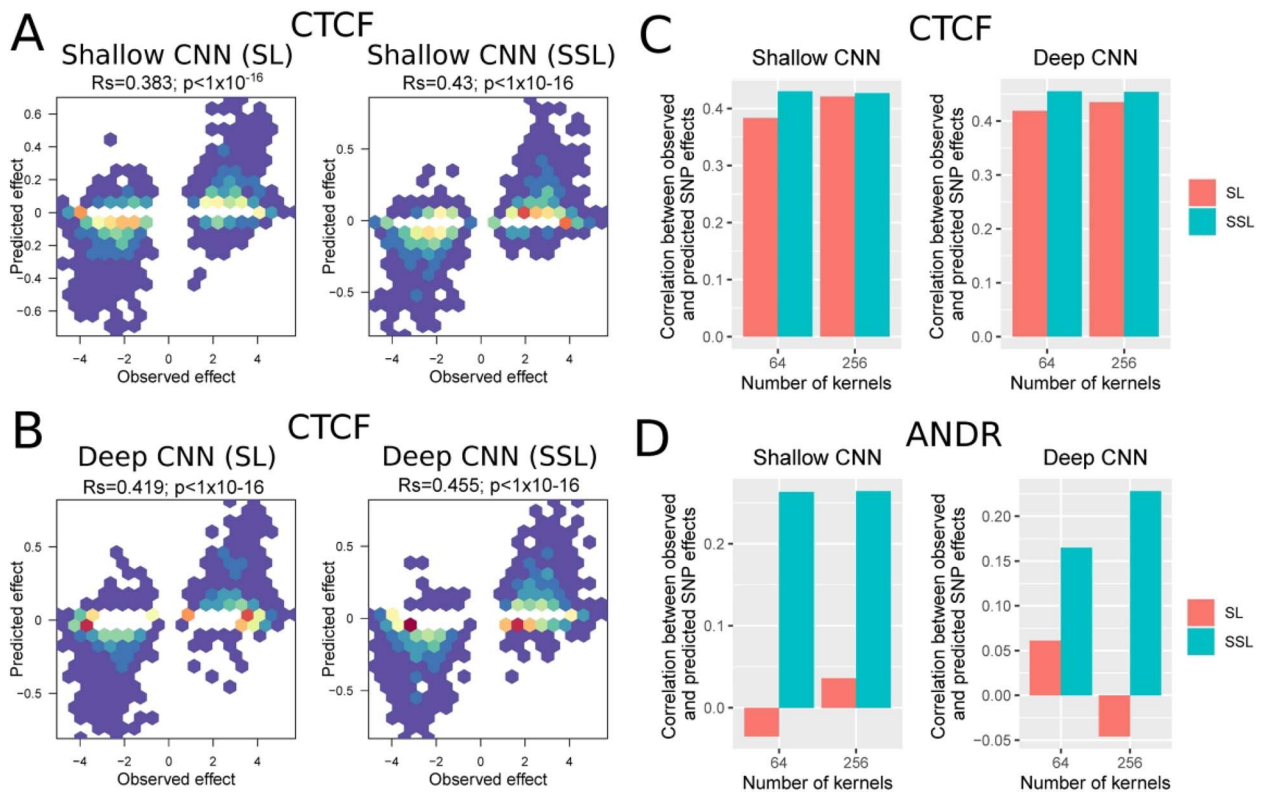 A
CTCF
Shallow CNN (SL)
Rs=0.383; p<1x10-16
Predicted effect
0.6
0.4
0.2
0
−0.2
−0.4
−0.6
−4 −2 0 2 4
Observed effect
Shallow CNN (SSL)
Rs=0.43; p<1x10-16
Predicted effect
0.5
0
−0.5
−4 −2 0 2 4
Observed effect
B
CTCF
Deep CNN (SL)
Rs=0.419; p<1x10-16
Predicted effect
0.5
0
−0.5
−4 −2 0 2 4
Observed effect
Deep CNN (SSL)
Rs=0.455; p<1x10-16
Predicted effect
0.5
0
−0.5
−4 −2 0 2 4
Observed effect
C
CTCF
Shallow CNN
Correlation between observed
and predicted SNP effects
0.4
0.3
0.2
0.1
0.0
64 256
Number of kernels
Deep CNN
Correlation between observed
and predicted SNP effects
0.4
0.3
0.2
0.1
0.0
64 256
Number of kernels
SL
SSL
D
ANDR
Shallow CNN
Correlation between observed
and predicted SNP effects
0.2
0.1
0.0
64 256
Number of kernels
Deep CNN
Correlation between observed
and predicted SNP effects
0.20
0.15
0.10
0.05
0.00
−0.05
64 256
Number of kernels
SL
SSL